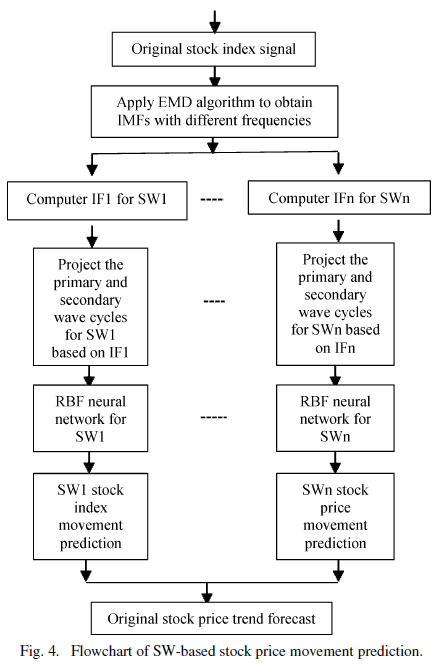 Original stock index signal
Apply EMD algorithm to obtain
IMFs with different frequencies
Computer IF1 for SW1
----
Computer IFn for SWn
Project the
primary and
secondary
wave cycles
for SW1
based on IF1
----
Project the
primary and
secondary
wave cycles
for SWn based
on IFn
RBF neural
network for
SW1
-----
RBF neural
network for
SWn
SW1 stock
index
movement
prediction
SWn stock
price
movement
prediction
Original stock price trend forecast
Fig. 4. Flowchart of SW-based stock price movement prediction.